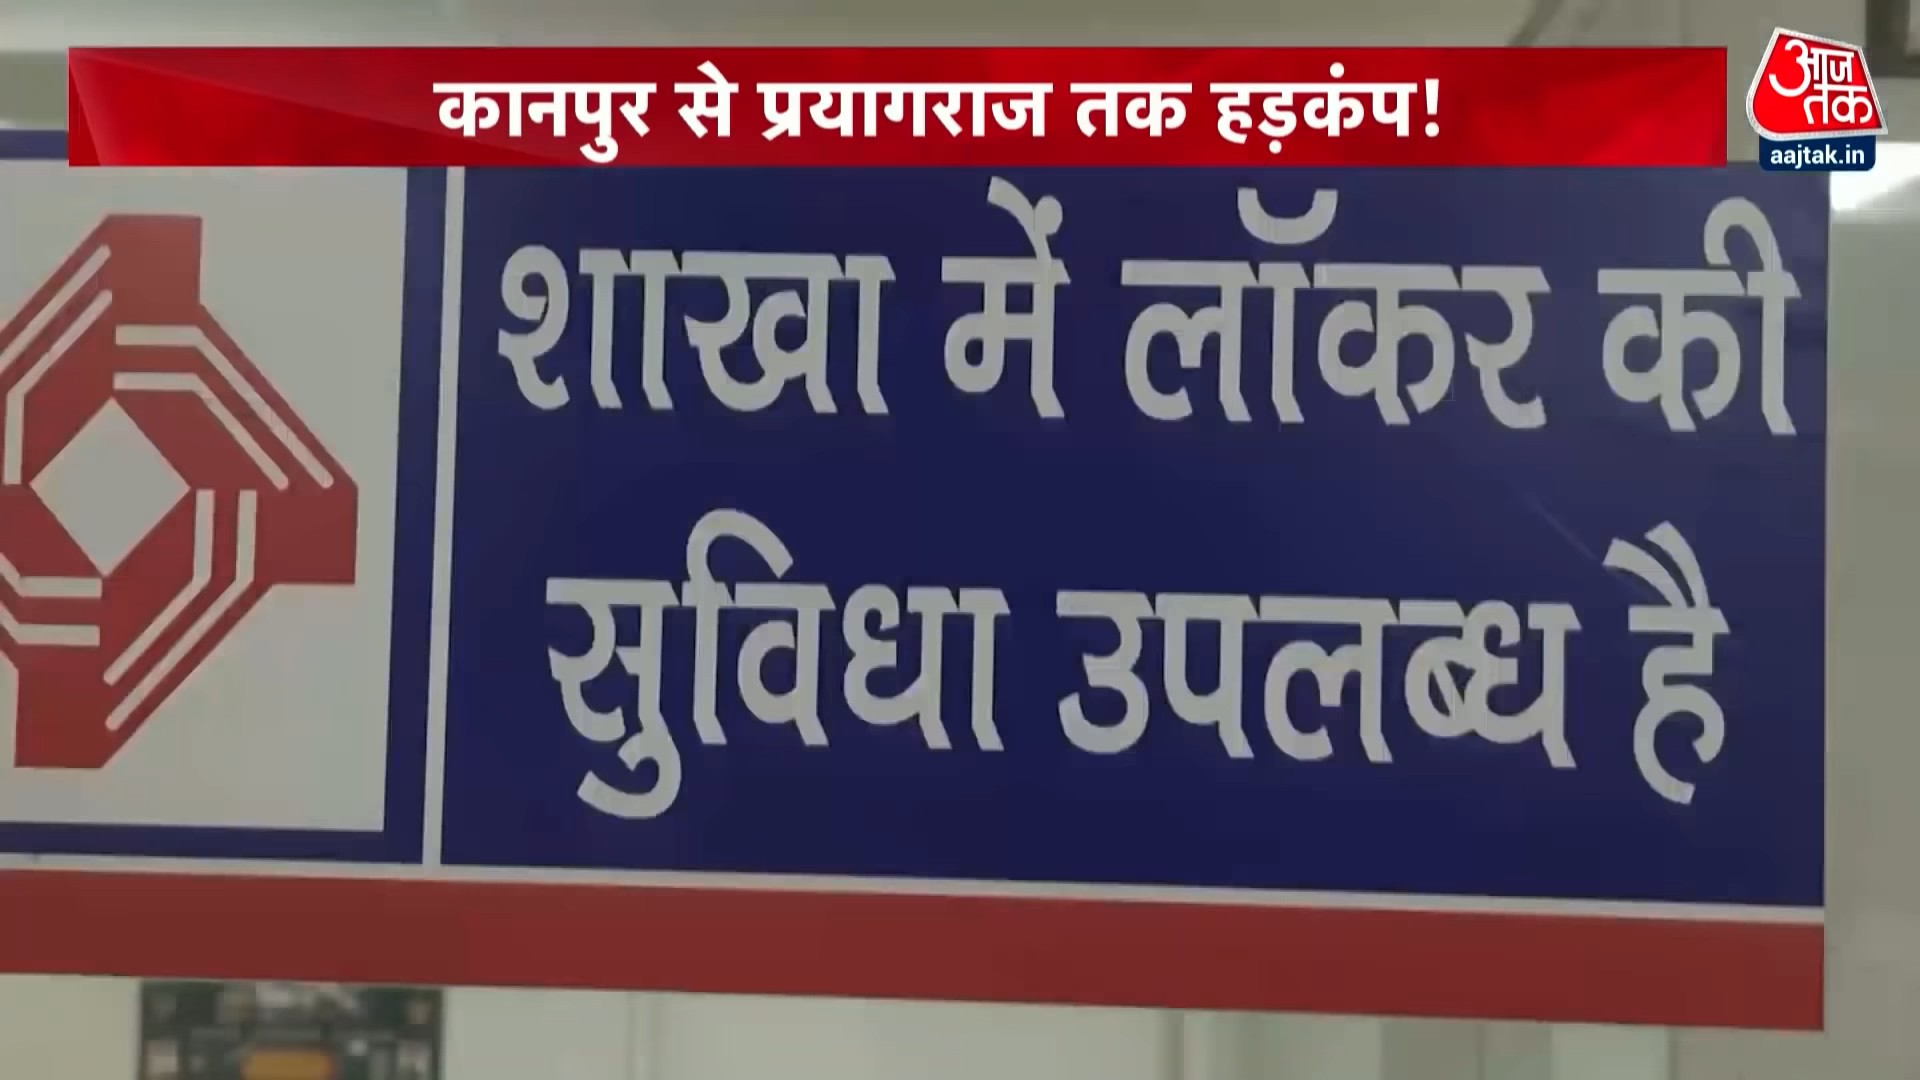 कानपुर से प्रयागराज तक हड़कंप!
आज
तक
aajtak.in
शाखा में लॉकर की
सुविधा उपलब्ध है